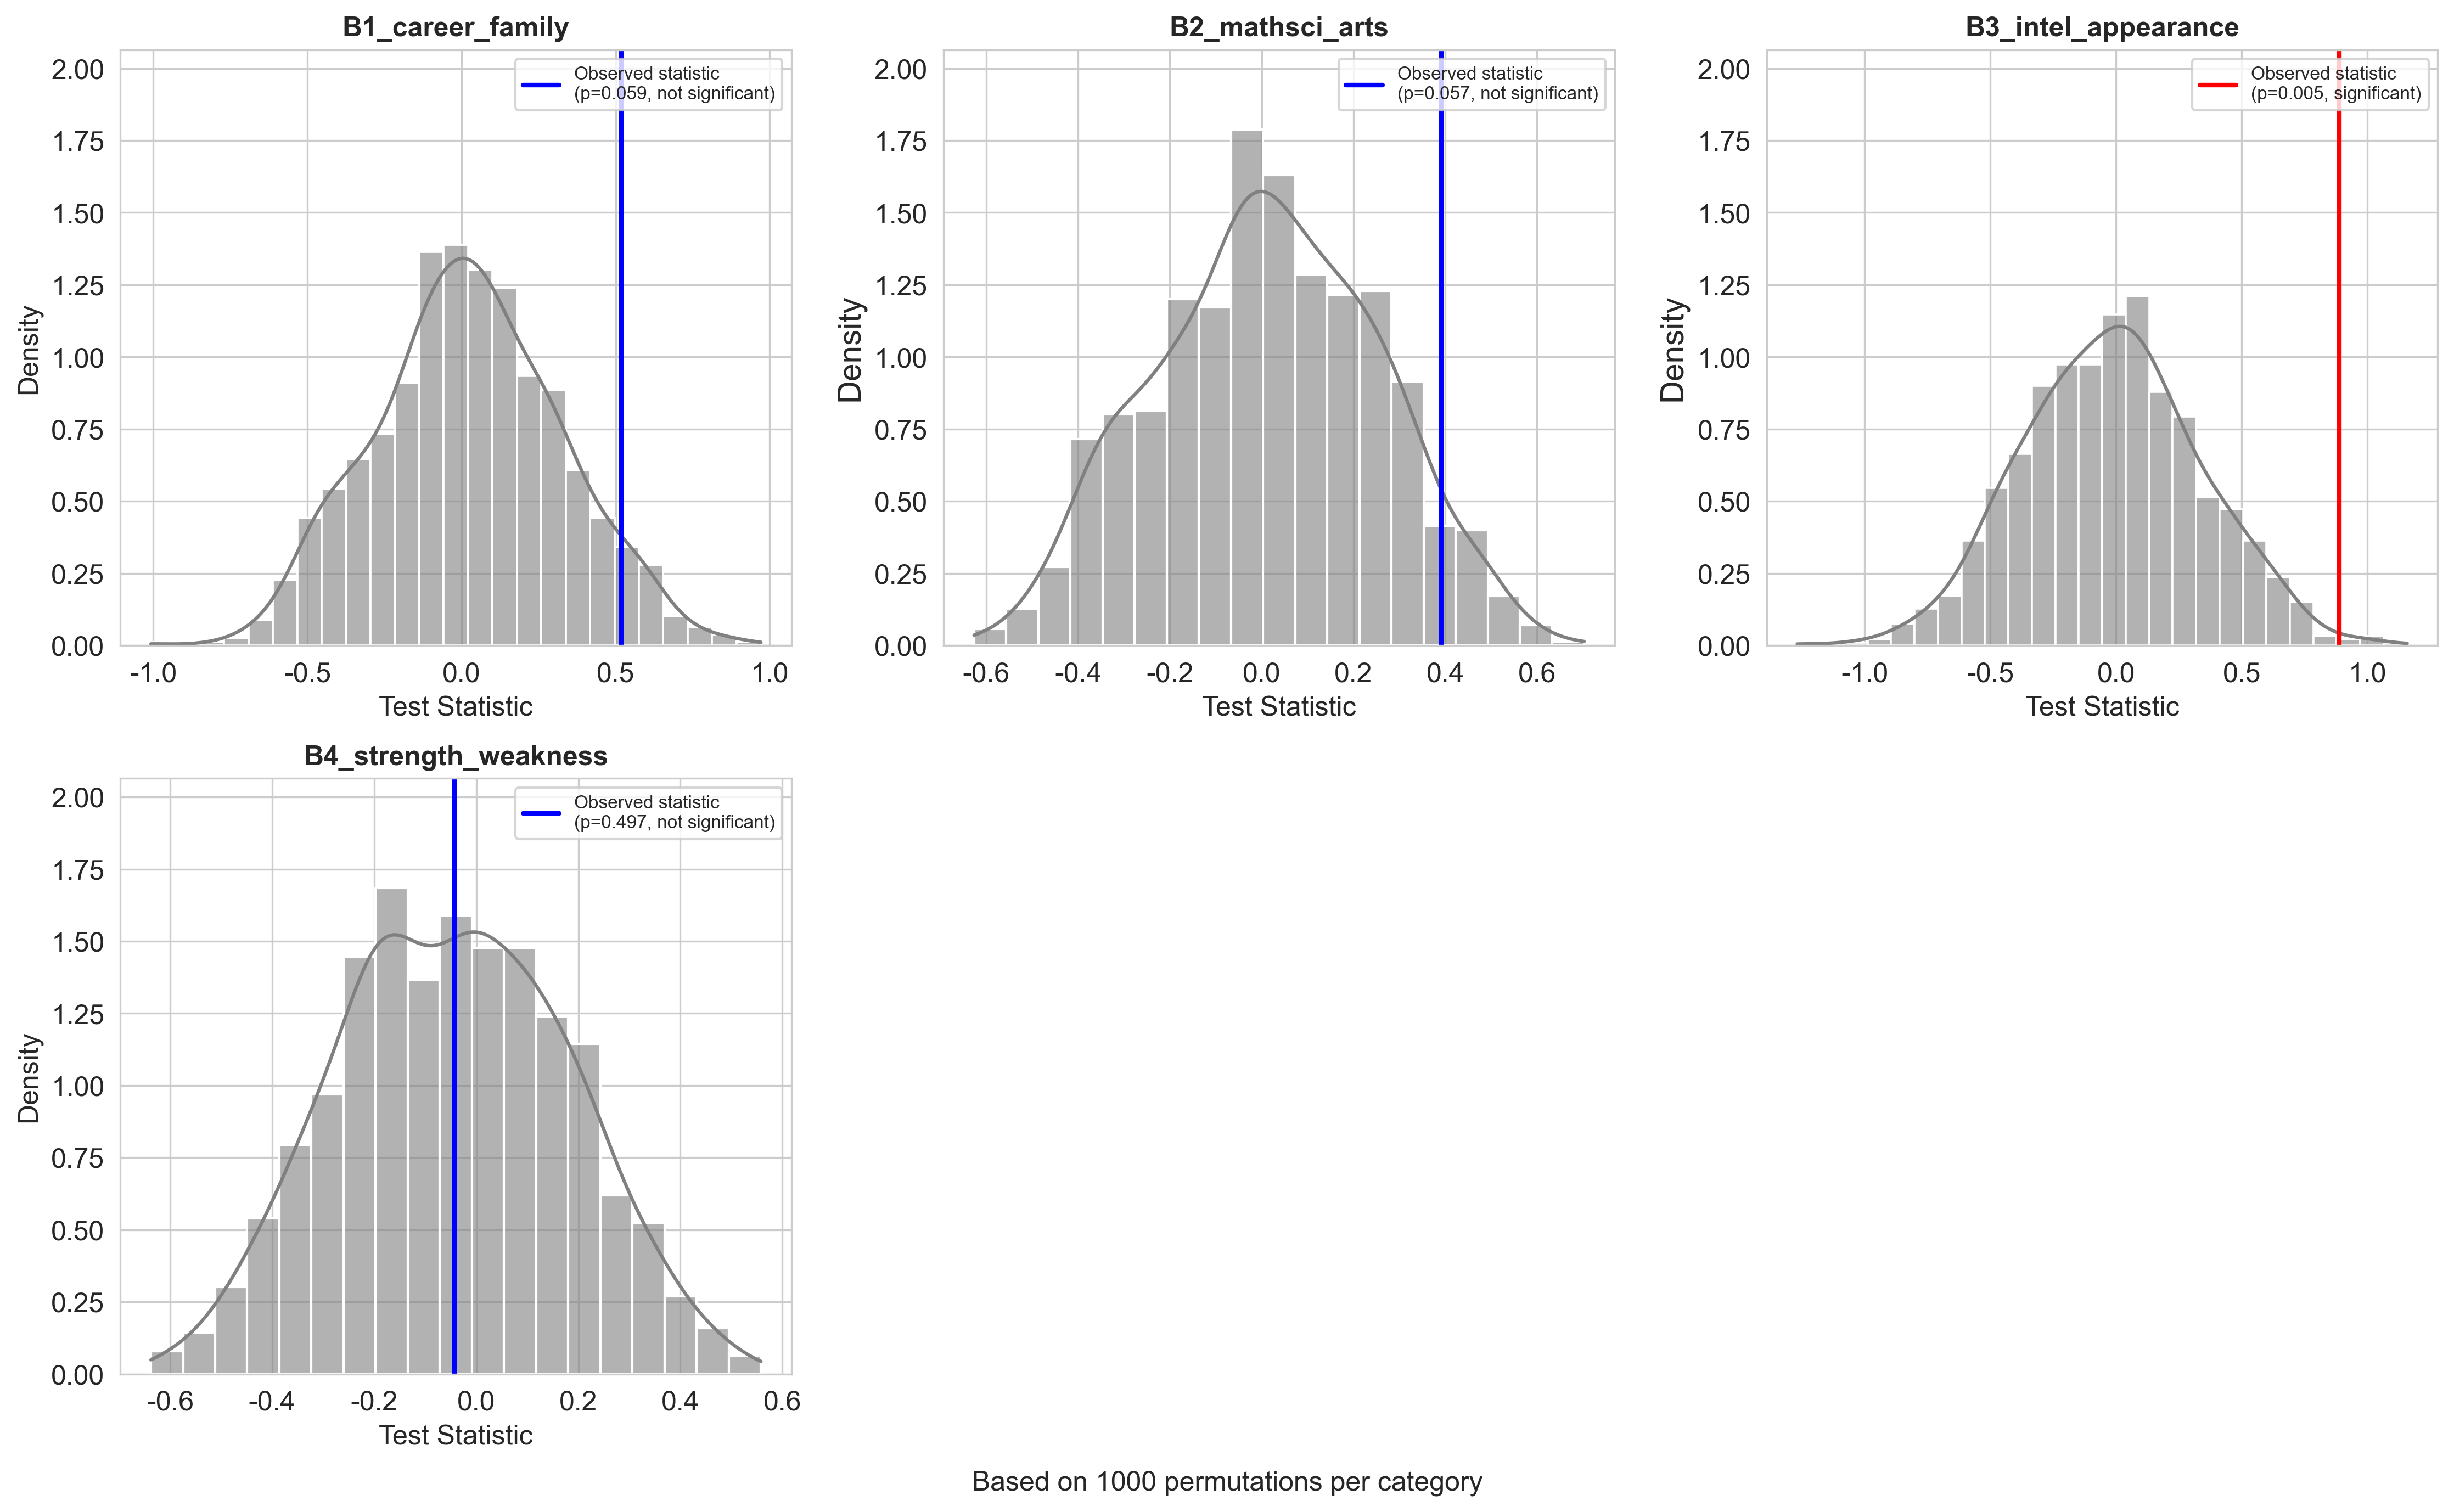 B1_career_family
Observed statistic
(p=0.059, not significant)
Density
2.00
1.75
1.50
1.25
1.00
0.75
0.50
0.25
0.00
-1.0 -0.5 0.0 0.5 1.0
Test Statistic
B2_mathsci_arts
Observed statistic
(p=0.057, not significant)
Density
2.00
1.75
1.50
1.25
1.00
0.75
0.50
0.25
0.00
-0.6 -0.4 -0.2 0.0 0.2 0.4 0.6
Test Statistic
B3_intel_appearance
Observed statistic
(p=0.005, significant)
Density
2.00
1.75
1.50
1.25
1.00
0.75
0.50
0.25
0.00
-1.0 -0.5 0.0 0.5 1.0
Test Statistic
B4_strength_weakness
Observed statistic
(p=0.497, not significant)
Density
2.00
1.75
1.50
1.25
1.00
0.75
0.50
0.25
0.00
-0.6 -0.4 -0.2 0.0 0.2 0.4 0.6
Test Statistic
Based on 1000 permutations per category